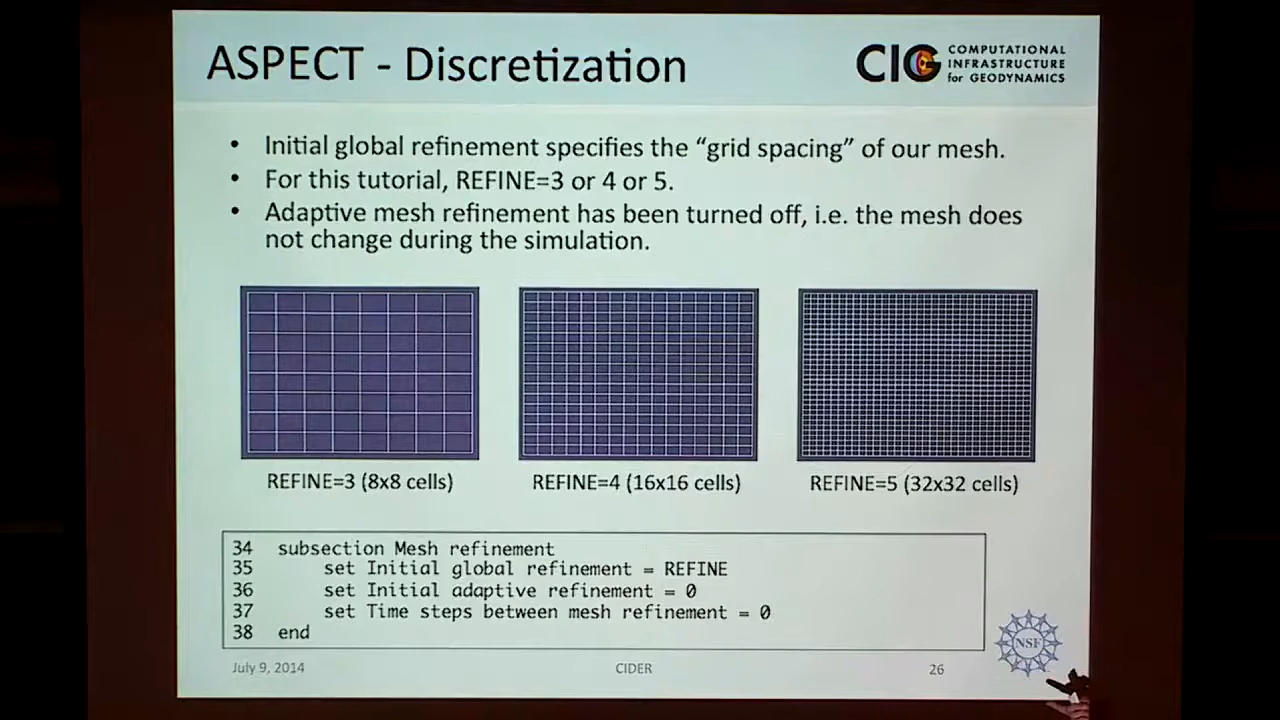 ASPECT - Discretization
CIG COMPUTATIONAL
INFRASTRUCTURE
for GEODYNAMICS
• Initial global refinement specifies the “grid spacing” of our mesh.
• For this tutorial, REFINE=3 or 4 or 5.
• Adaptive mesh refinement has been turned off, i.e. the mesh does
not change during the simulation.
REFINE=3 (8x8 cells)
REFINE=4 (16x16 cells)
REFINE=5 (32x32 cells)
34 subsection Mesh refinement
35 set Initial global refinement = REFINE
36 set Initial adaptive refinement = 0
37 set Time steps between mesh refinement = 0
38 end
NSF
July 9, 2014
CIDER
26